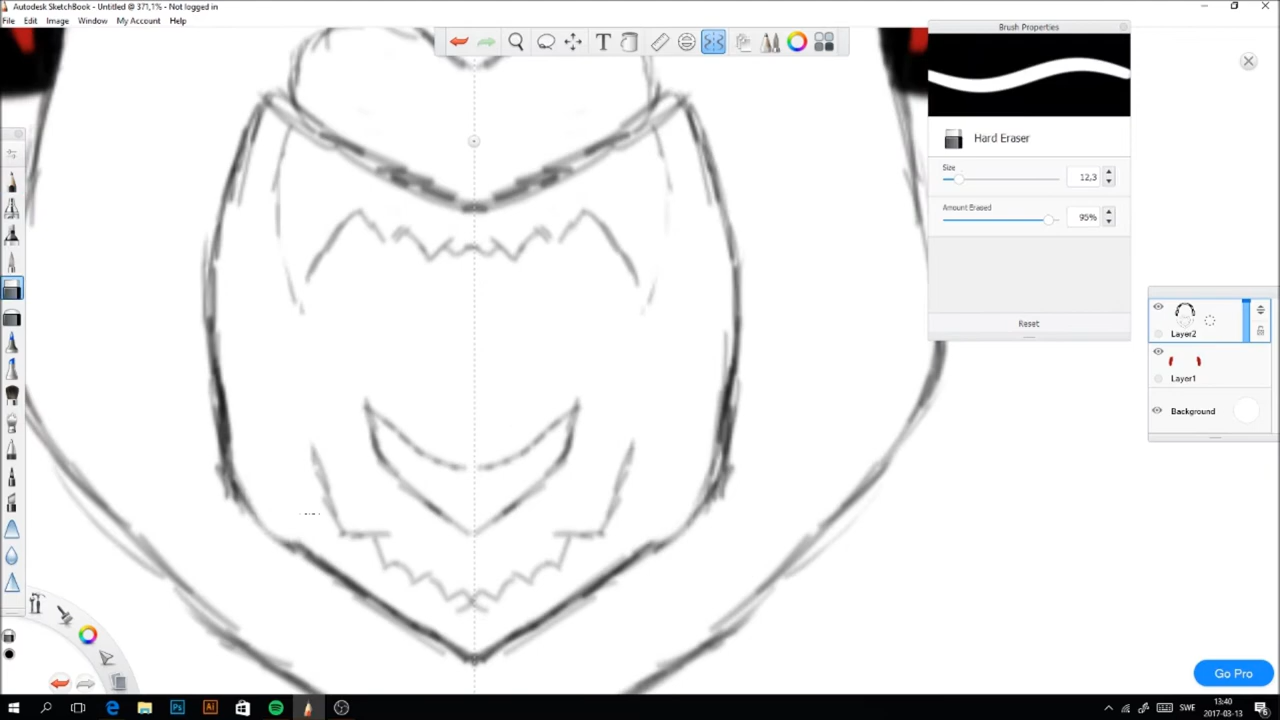 Autodesk SketchBook - Untitled @ 371,1% - Not logged in
File Edit Image Window My Account Help
Brush Properties
Hard Eraser
Size
12,3
Amount Erased
95%
Reset
Layer2
Layer1
Background
Go Pro
SWE
13:40
2017-03-13